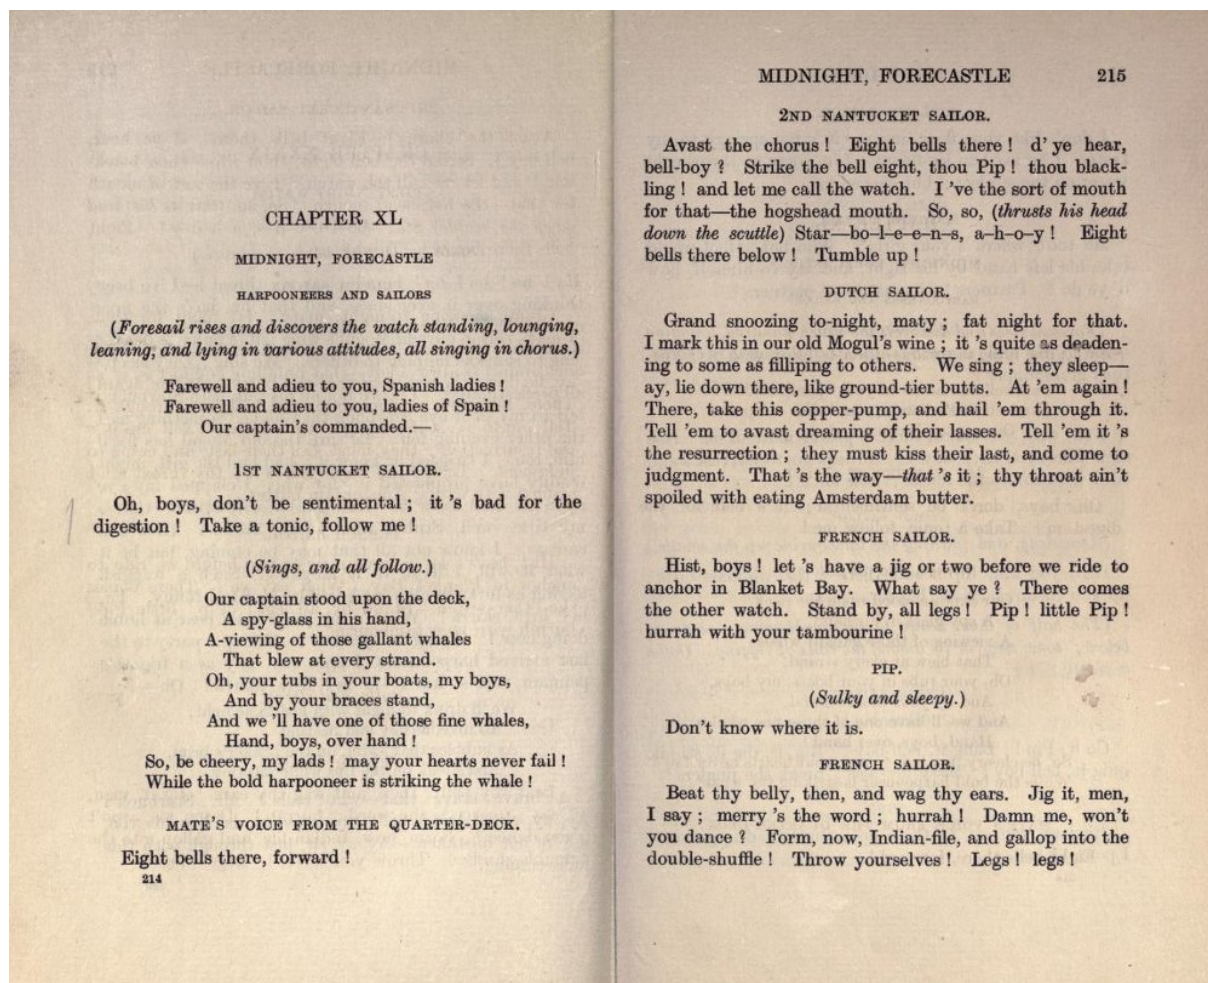 CHAPTER XL
MIDNIGHT, FORECASTLE
HARPOONEERS AND SAILORS
(Foresail rises and discovers the watch standing, lounging,
leaning, and lying in various attitudes, all singing in chorus.)
Farewell and adieu to you, Spanish ladies !
Farewell and adieu to you, ladies of Spain !
Our captain's commanded.—
1ST NANTUCKET SAILOR.
Oh, boys, don't be sentimental ; it 's bad for the
digestion ! Take a tonic, follow me !
(Sings, and all follow.)
Our captain stood upon the deck,
A spy-glass in his hand,
A-viewing of those gallant whales
That blew at every strand.
Oh, your tubs in your boats, my boys,
And by your braces stand,
And we 'll have one of those fine whales,
Hand, boys, over hand !
So, be cheery, my lads ! may your hearts never fail !
While the bold harpooneer is striking the whale !
MATE'S VOICE FROM THE QUARTER-DECK.
Eight bells there, forward !
214
MIDNIGHT, FORECASTLE 215
2ND NANTUCKET SAILOR.
Avast the chorus ! Eight bells there ! d' ye hear,
bell-boy ? Strike the bell eight, thou Pip ! thou black-
ling ! and let me call the watch. I 've the sort of mouth
for that—the hogshead mouth. So, so, (thrusts his head
down the scuttle) Star—bo–l–e–e–n–s, a–h–o–y ! Eight
bells there below ! Tumble up !
DUTCH SAILOR.
Grand snoozing to-night, maty ; fat night for that.
I mark this in our old Mogul's wine ; it 's quite as deaden-
ing to some as filliping to others. We sing ; they sleep—
ay, lie down there, like ground-tier butts. At 'em again !
There, take this copper-pump, and hail 'em through it.
Tell 'em to avast dreaming of their lasses. Tell 'em it 's
the resurrection ; they must kiss their last, and come to
judgment. That 's the way—that 's it ; thy throat ain't
spoiled with eating Amsterdam butter.
FRENCH SAILOR.
Hist, boys ! let 's have a jig or two before we ride to
anchor in Blanket Bay. What say ye ? There comes
the other watch. Stand by, all legs ! Pip ! little Pip !
hurrah with your tambourine !
PIP.
(Sulky and sleepy.)
Don't know where it is.
FRENCH SAILOR.
Beat thy belly, then, and wag thy ears. Jig it, men,
I say ; merry 's the word ; hurrah ! Damn me, won't
you dance ? Form, now, Indian-file, and gallop into the
double-shuffle ! Throw yourselves ! Legs ! legs !